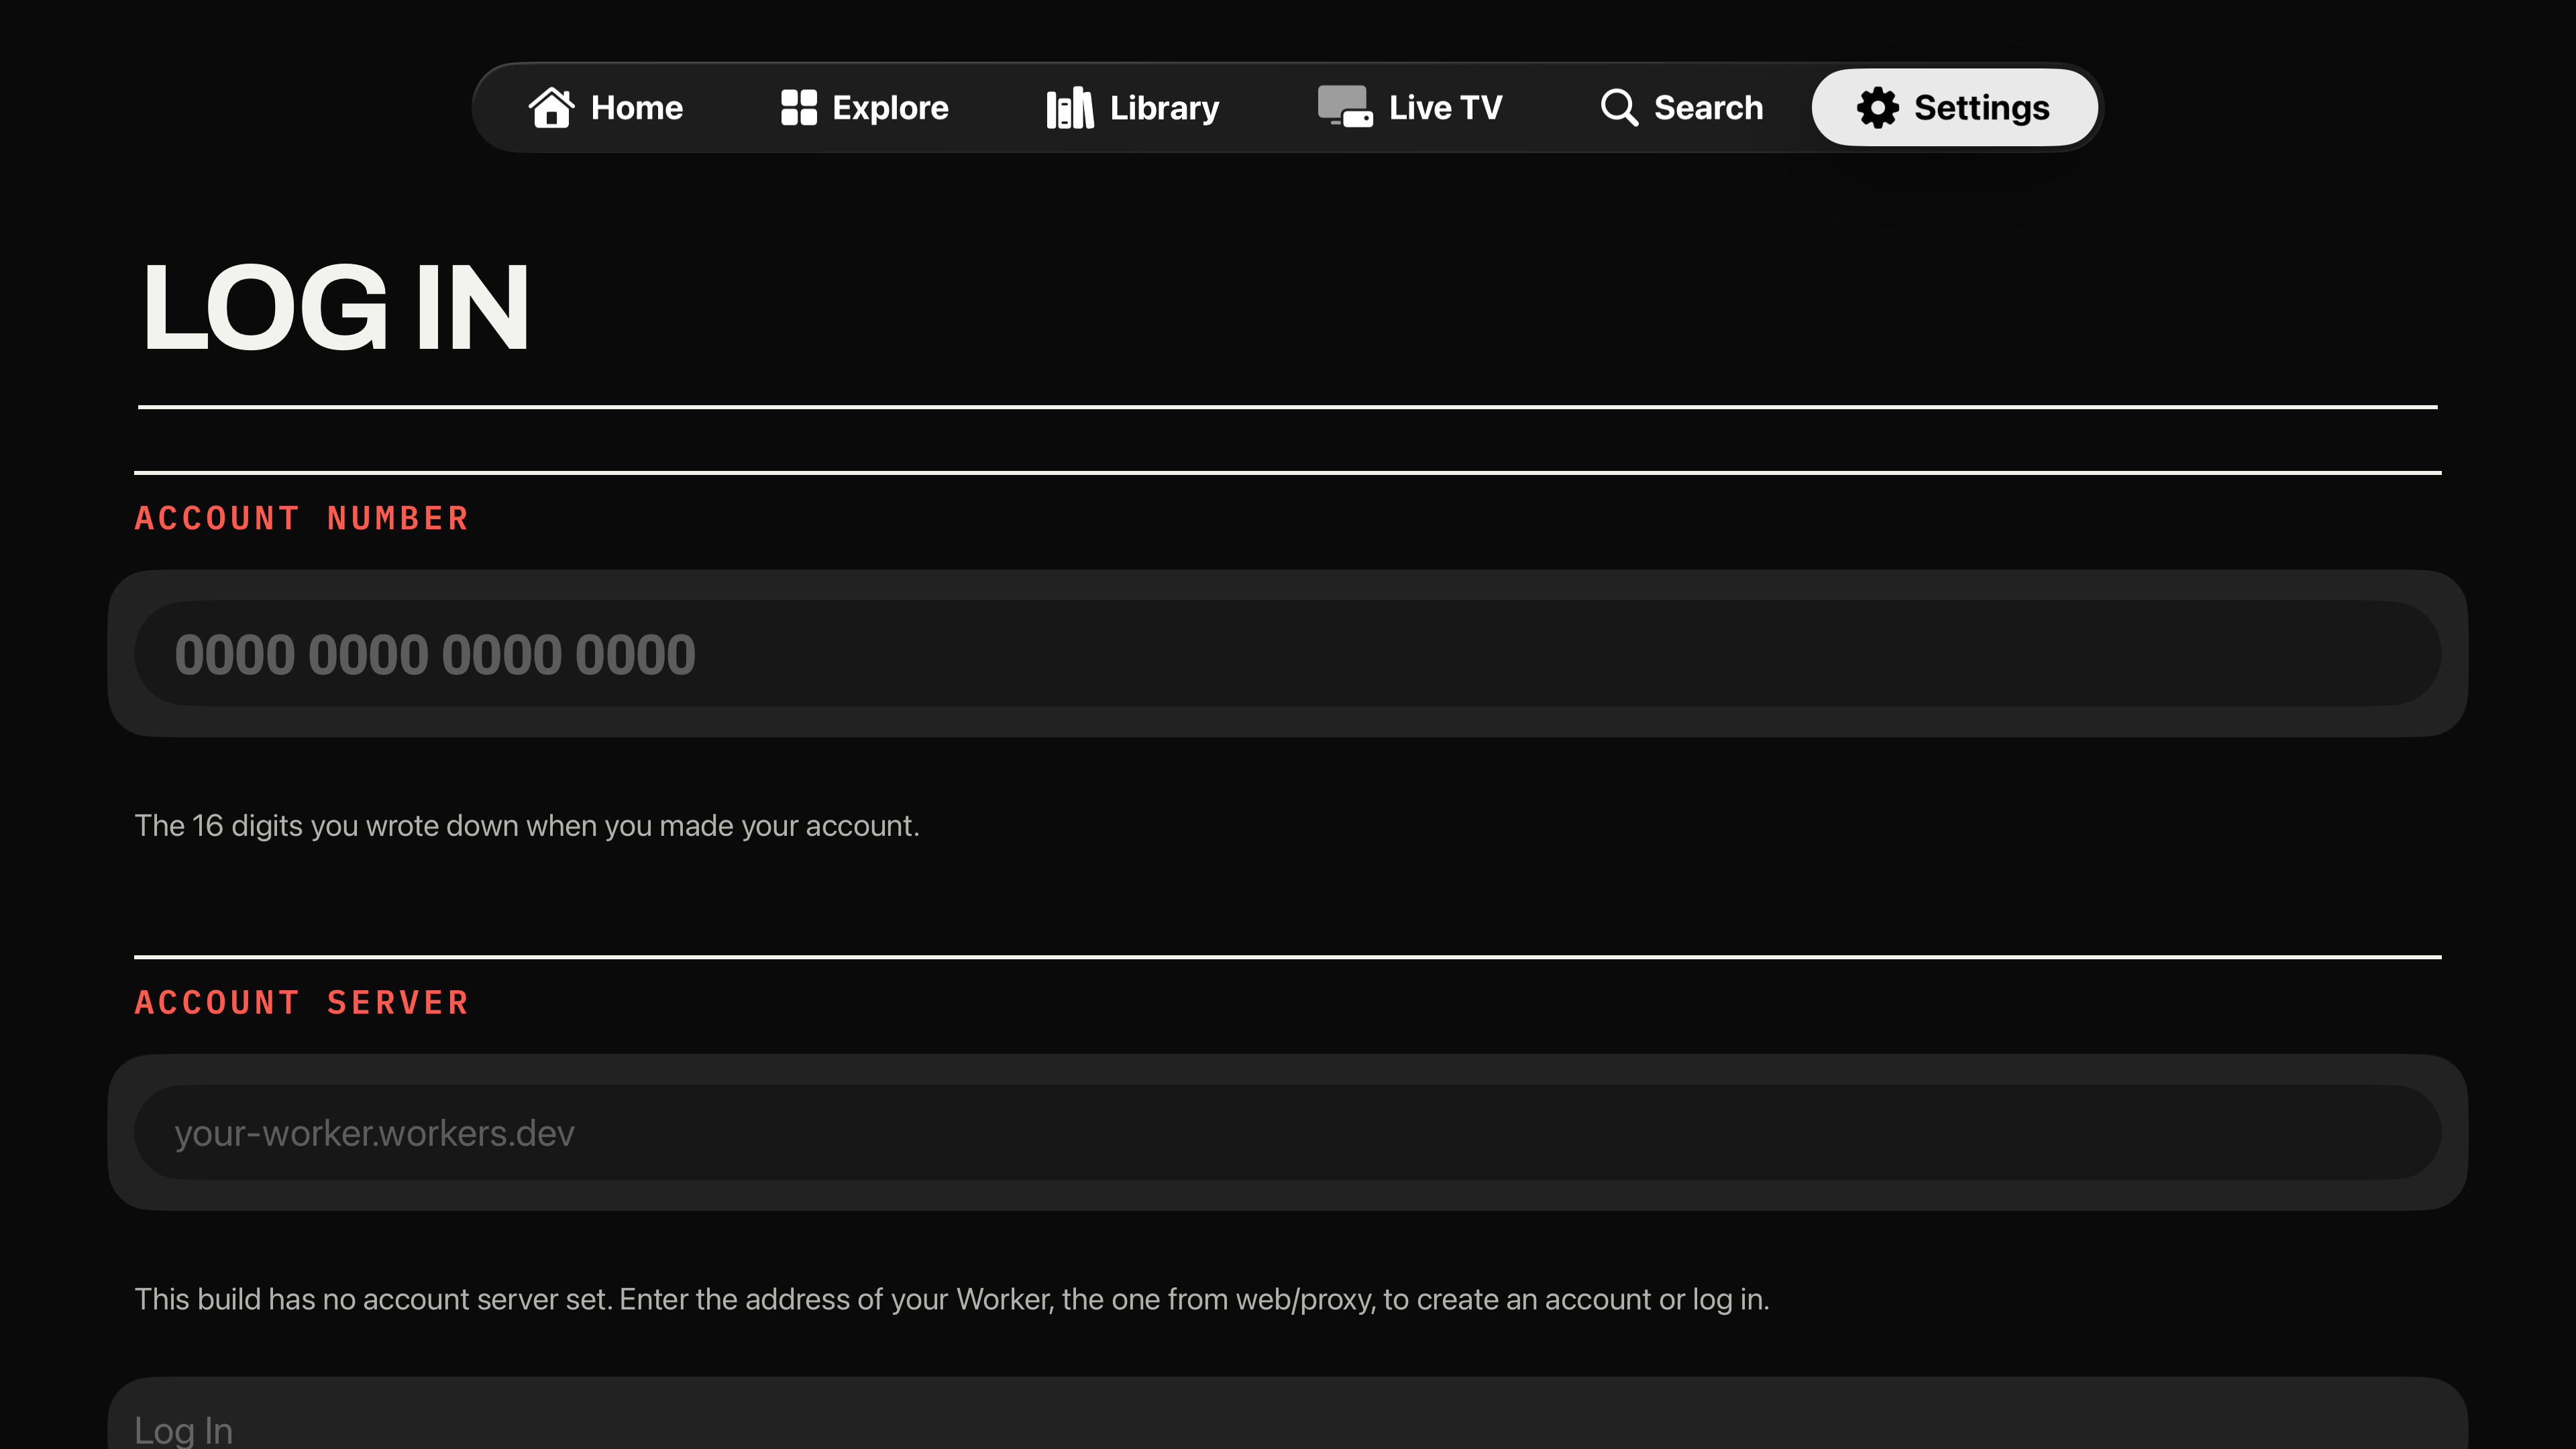 Home Explore Library Live TV Search Settings
LOG IN
ACCOUNT NUMBER
0000 0000 0000 0000
The 16 digits you wrote down when you made your account.
ACCOUNT SERVER
your-worker.workers.dev
This build has no account server set. Enter the address of your Worker, the one from web/proxy, to create an account or log in.
Log In